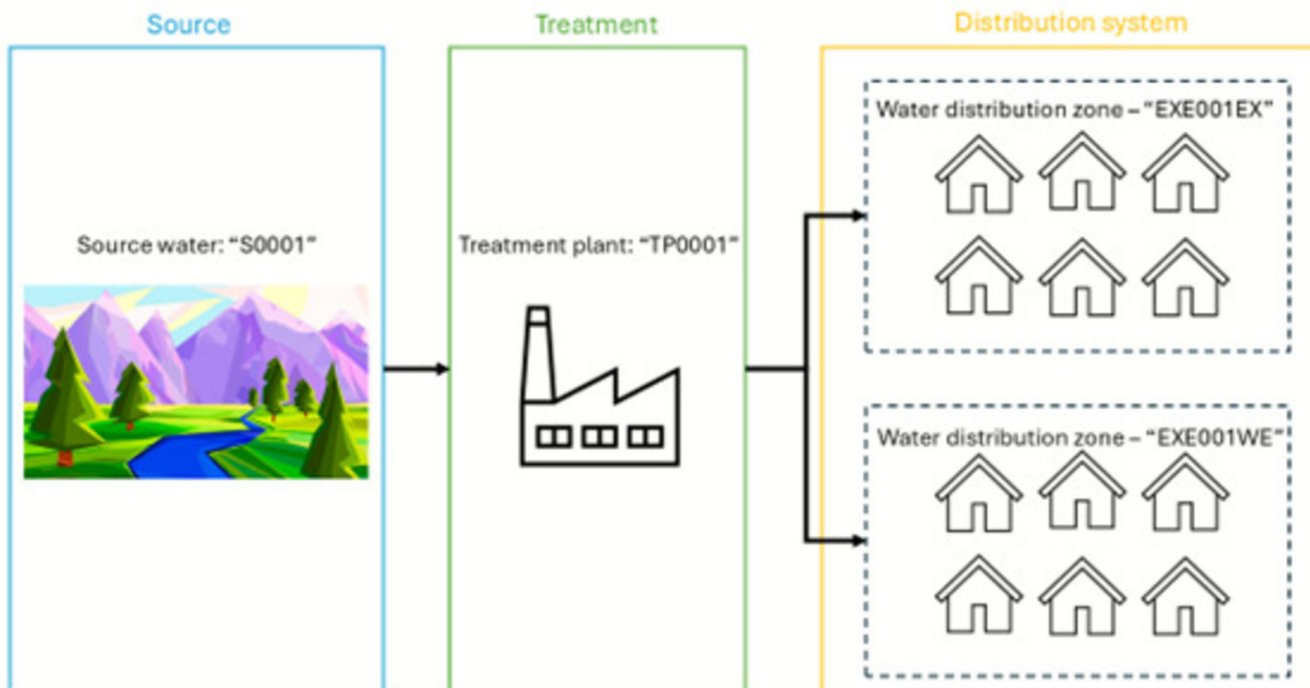 Source
Treatment
Distribution system
Source water: “S0001”
Treatment plant: “TP0001”
Water distribution zone – “EXE001EX”
Water distribution zone – “EXE001WE”